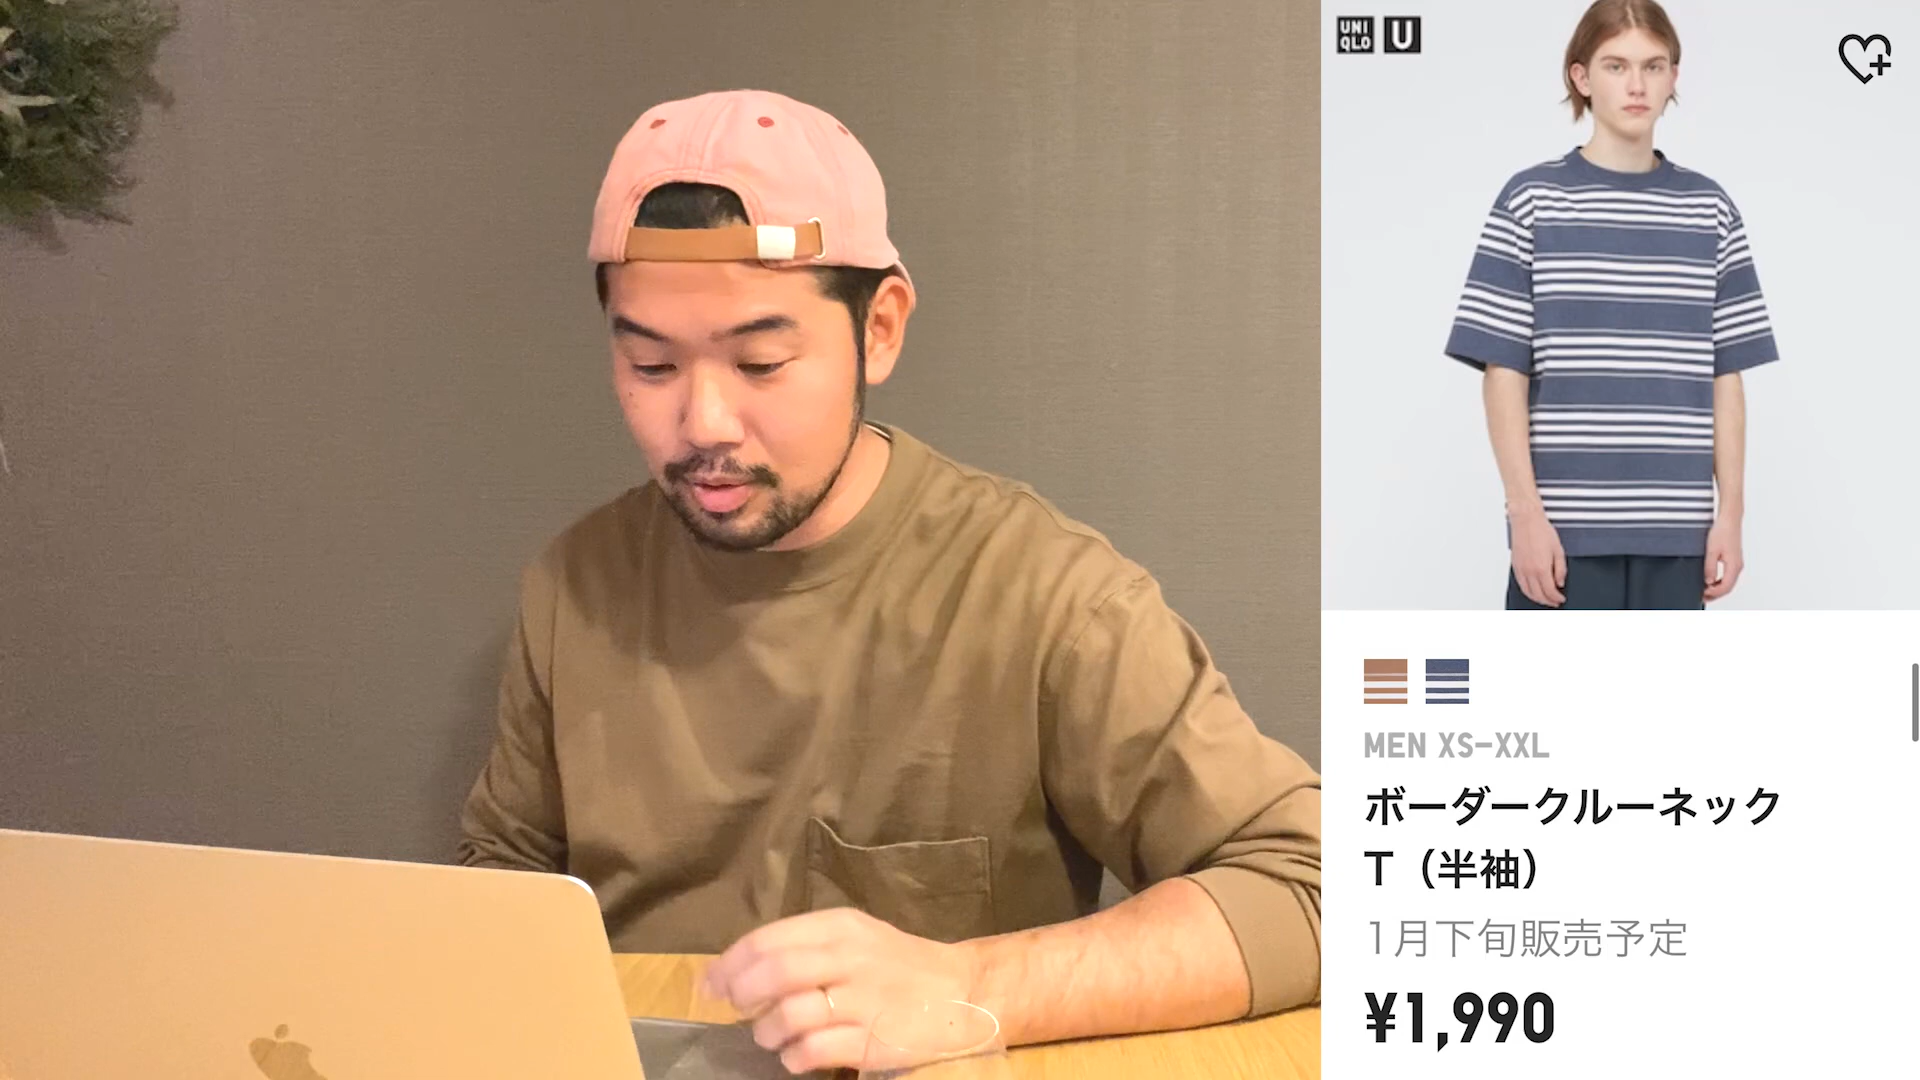 UNI
QLO
U
MEN XS-XXL
ボーダークルーネック
T（半袖）
1月下旬販売予定
¥1,990